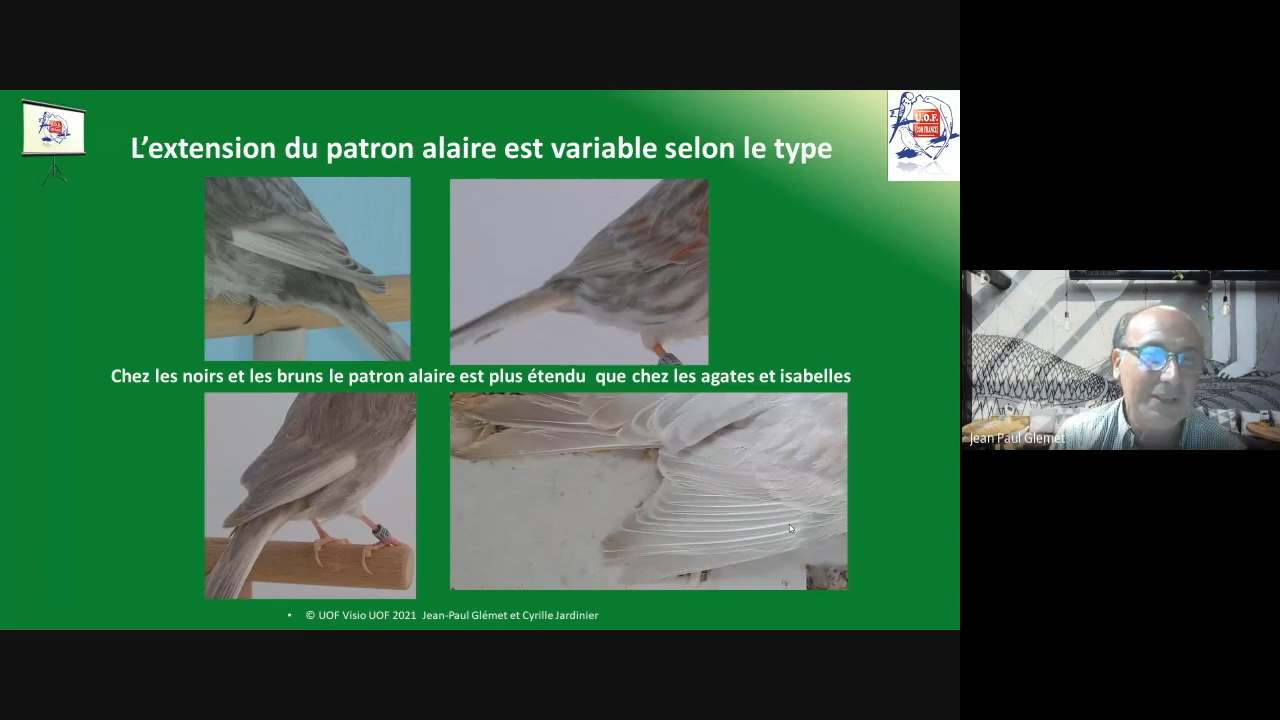 L'extension du patron alaire est variable selon le type
U.O.F.
COM FRANCE
Chez les noirs et les bruns le patron alaire est plus étendu que chez les agates et isabelles
• © UOF Visio UOF 2021 Jean-Paul Glémet et Cyrille Jardinier
Jean Paul Glemet